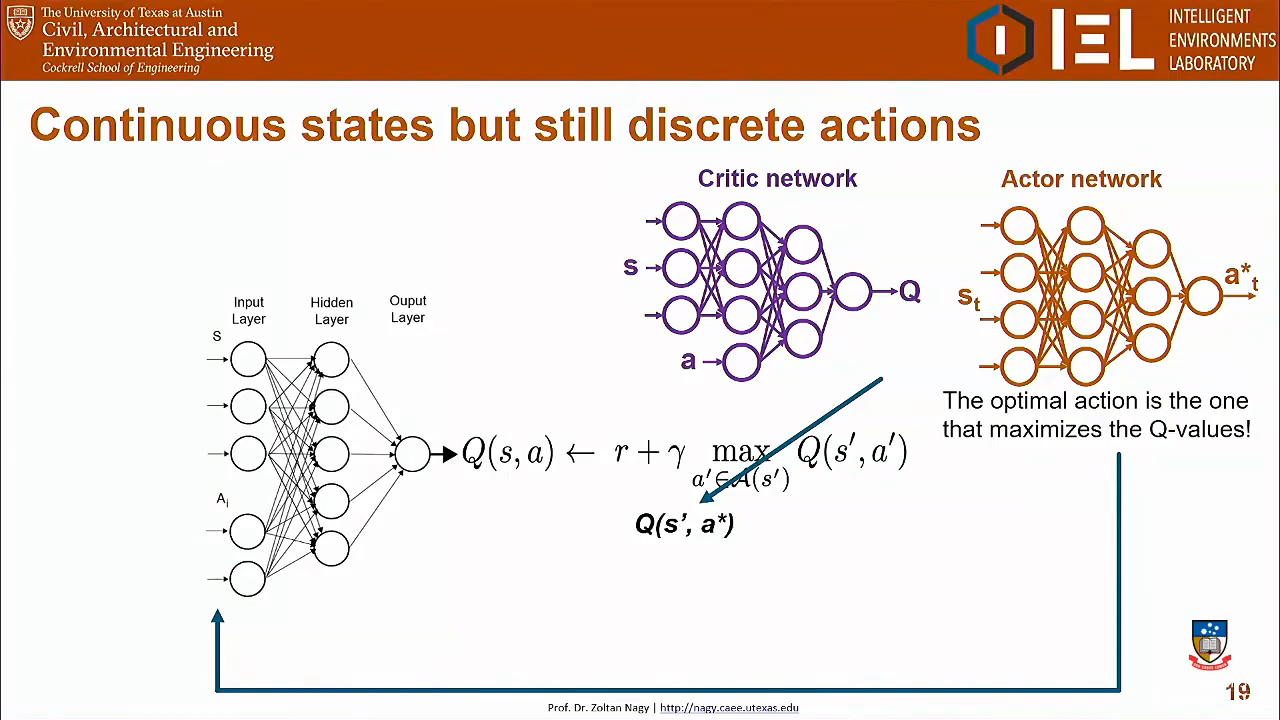 The University of Texas at Austin
Civil, Architectural and
Environmental Engineering
Cockrell School of Engineering
I IEL
INTELLIGENT
ENVIRONMENTS
LABORATORY
Continuous states but still discrete actions
Critic network
s
a
Q
Actor network
s_t
a*_t
The optimal action is the one
that maximizes the Q-values!
Input
Layer
Hidden
Layer
Ouput
Layer
S
A_i
Q(s, a) ← r + γ max_{a′∈A(s′)} Q(s′, a′)
Q(s’, a*)
Prof. Dr. Zoltan Nagy | http://nagy.caee.utexas.edu
19